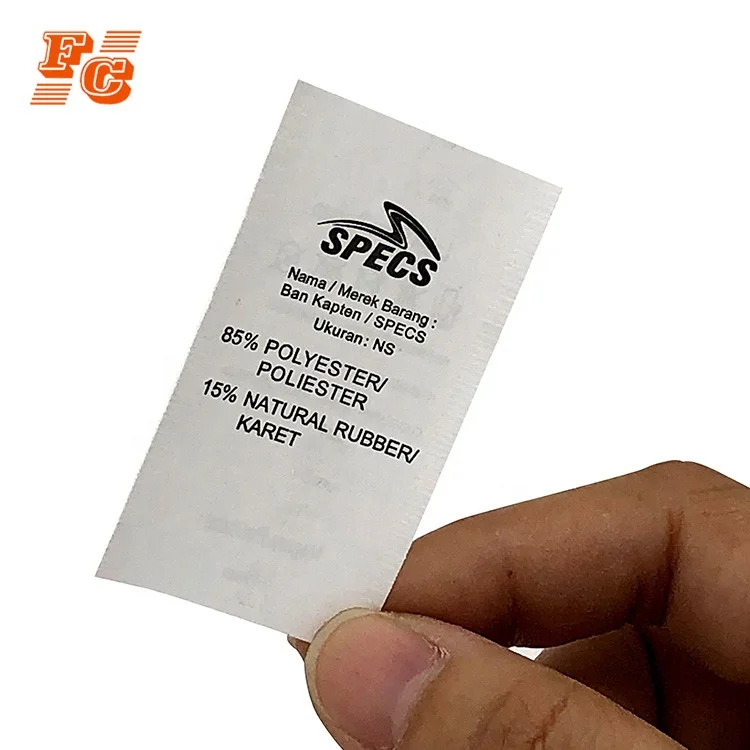 FC
SPECS
Nama / Merek Barang :
Ban Kapten / SPECS
Ukuran: NS
85% POLYESTER/
POLIESTER
15% NATURAL RUBBER/
KARET